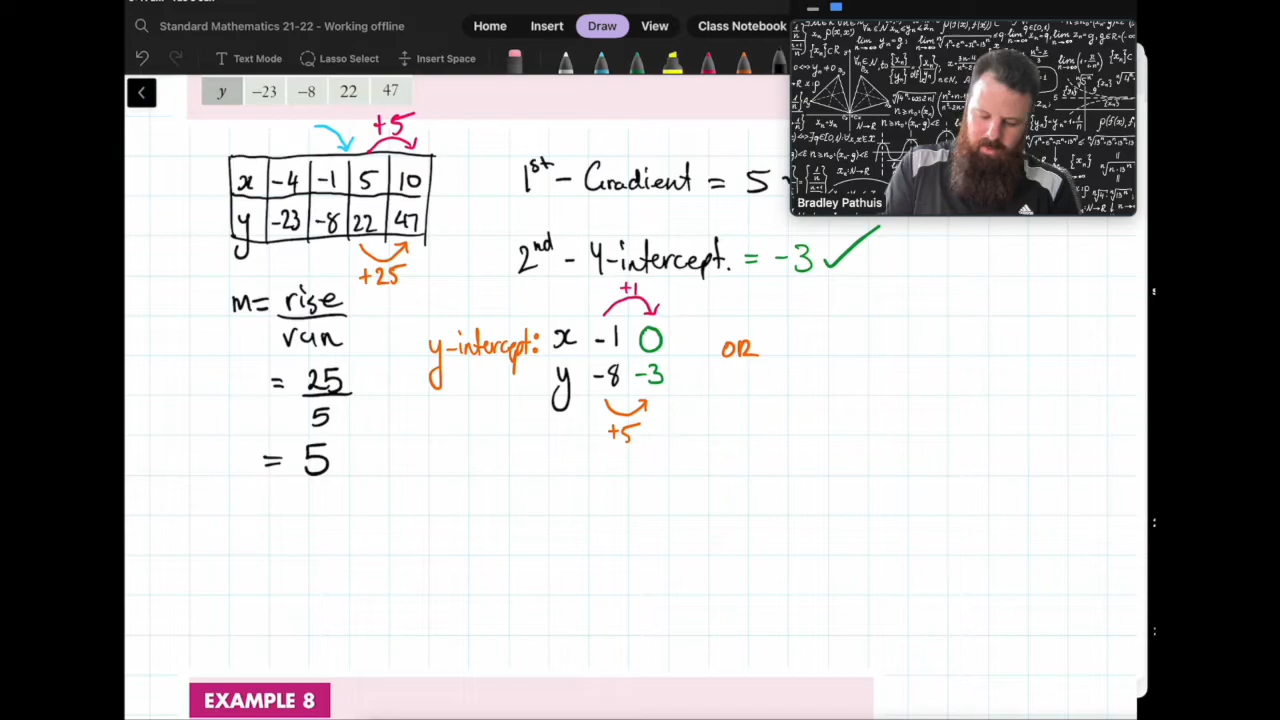 Standard Mathematics 21-22 - Working offline
Home Insert Draw View Class Notebook
Text Mode Lasso Select Insert Space
y -23 -8 22 47
+5
x -4 -1 5 10
y -23 -8 22 47
+25
1st - Gradient = 5
Bradley Pathuis
2nd - Y-intercept. = -3 ✓
m = rise
run
= 25
5
= 5
+1
y-intercept: x -1 0
y -8 -3
+5
OR
EXAMPLE 8